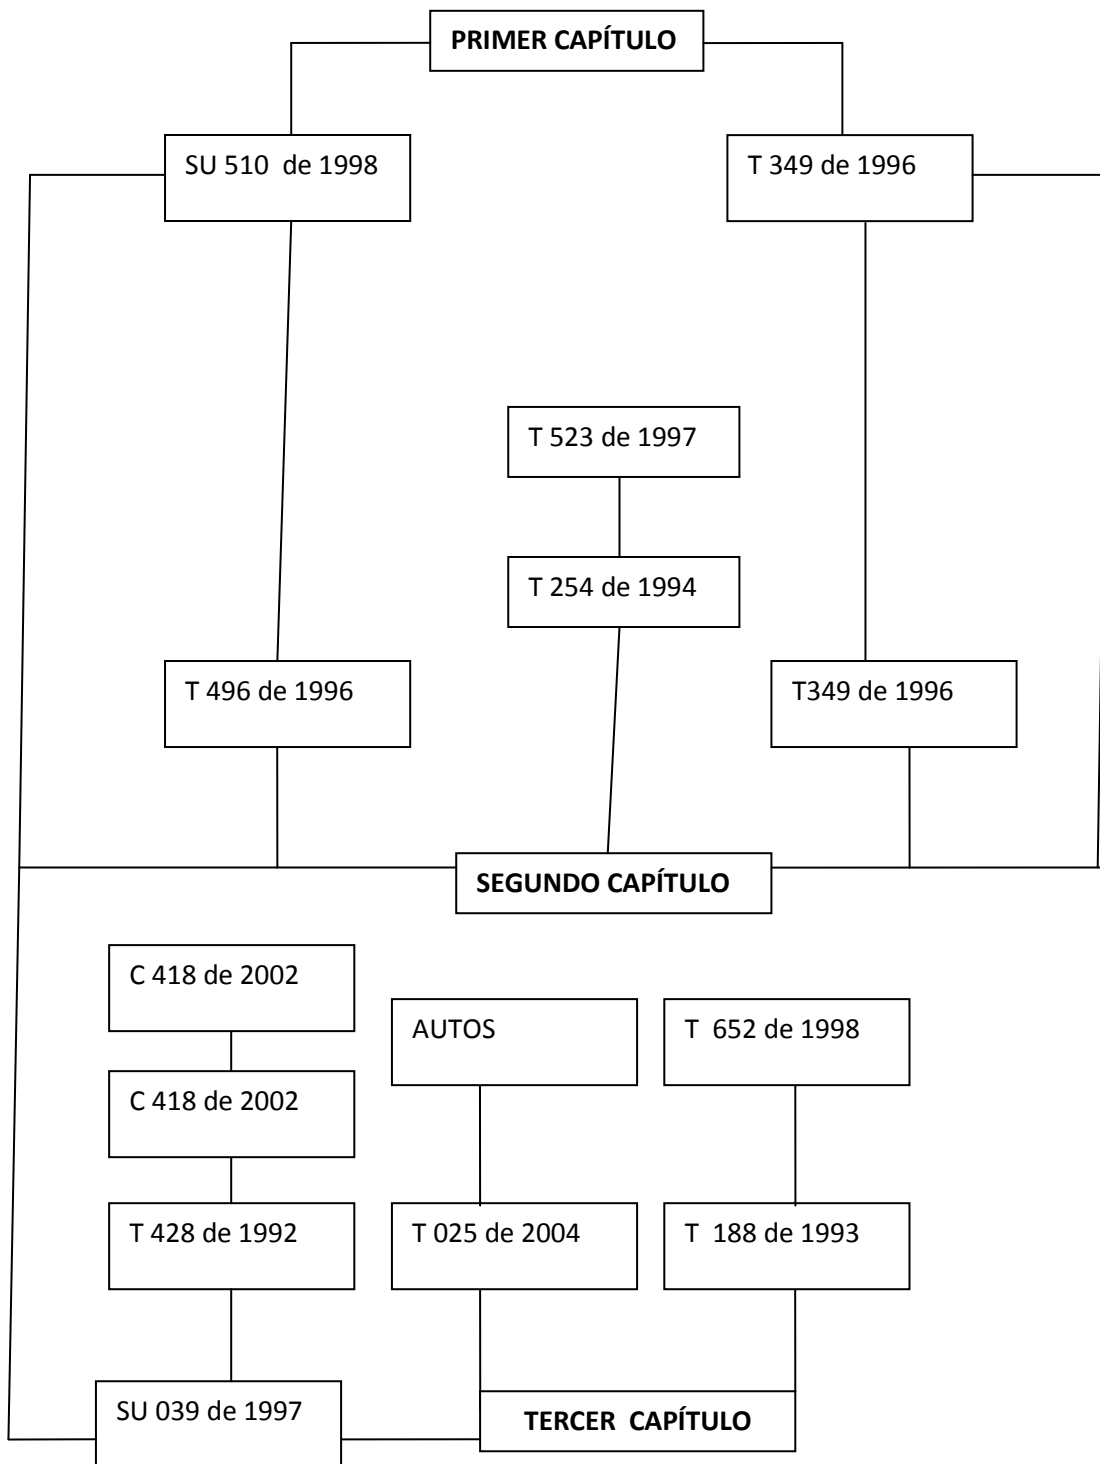 PRIMER CAPÍTULO
SU 510 de 1998
T 349 de 1996
T 523 de 1997
T 254 de 1994
T 496 de 1996
T349 de 1996
SEGUNDO CAPÍTULO
C 418 de 2002
AUTOS
T 652 de 1998
C 418 de 2002
T 428 de 1992
T 025 de 2004
T 188 de 1993
SU 039 de 1997
TERCER CAPÍTULO